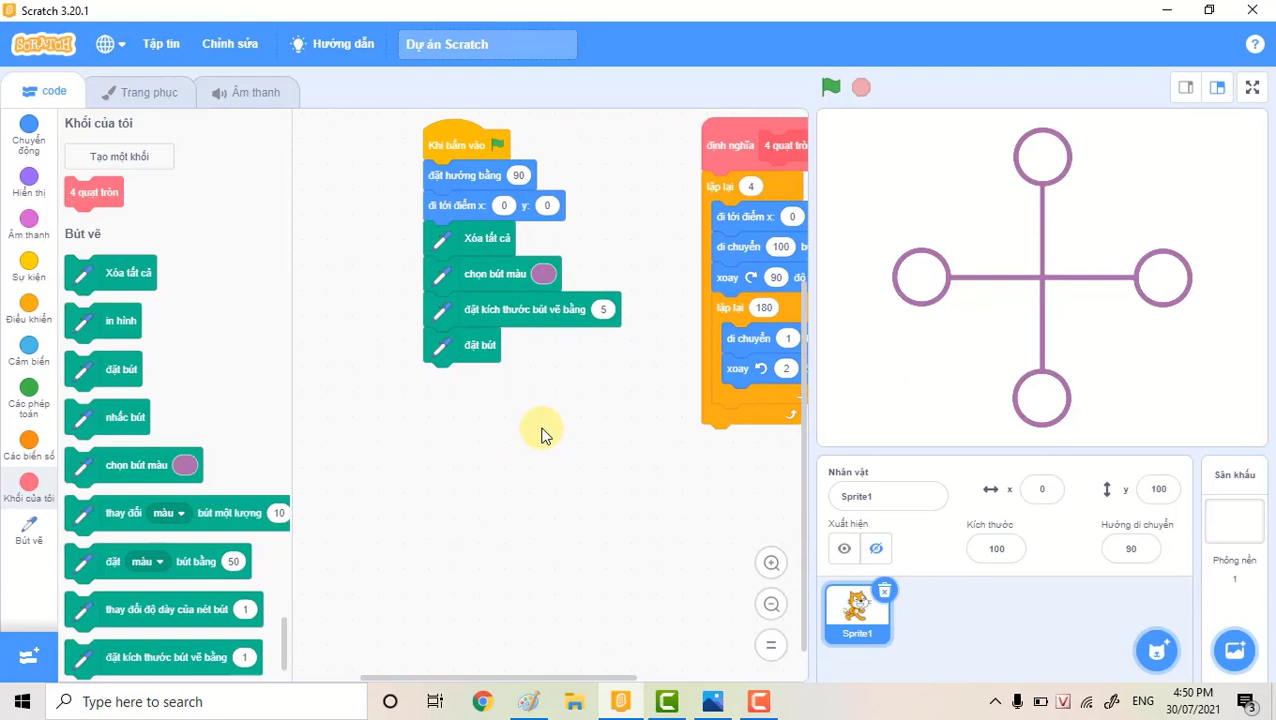 Scratch 3.20.1
SCRATCH
Tập tin
Chỉnh sửa
Hướng dẫn
Dự án Scratch
?
code
Trang phục
Âm thanh
Chuyển động
Hiển thị
Âm thanh
Sự kiện
Điều khiển
Cảm biến
Các phép toán
Các biến số
Khối của tôi
Bút vẽ
Khối của tôi
Tạo một khối
4 quạt tròn
Bút vẽ
Xóa tất cả
in hình
đặt bút
nhấc bút
chọn bút màu
thay đổi màu bút một lượng 10
đặt màu bút bằng 50
thay đổi độ dày của nét bút 1
đặt kích thước bút vẽ bằng 1
Khi bấm vào
đặt hướng bằng 90
đi tới điểm x: 0 y: 0
Xóa tất cả
chọn bút màu
đặt kích thước bút vẽ bằng 5
đặt bút
định nghĩa 4 quạt tròn
lặp lại 4
đi tới điểm x: 0
di chuyển 100
xoay 90 độ
lặp lại 180
di chuyển 1
xoay 2
Nhân vật
Sprite1
x 0
y 100
Xuất hiện
Kích thước
100
Hướng di chuyển
90
Sprite1
Sân khấu
Phông nền
1
Type here to search
ENG
4:50 PM
30/07/2021
3